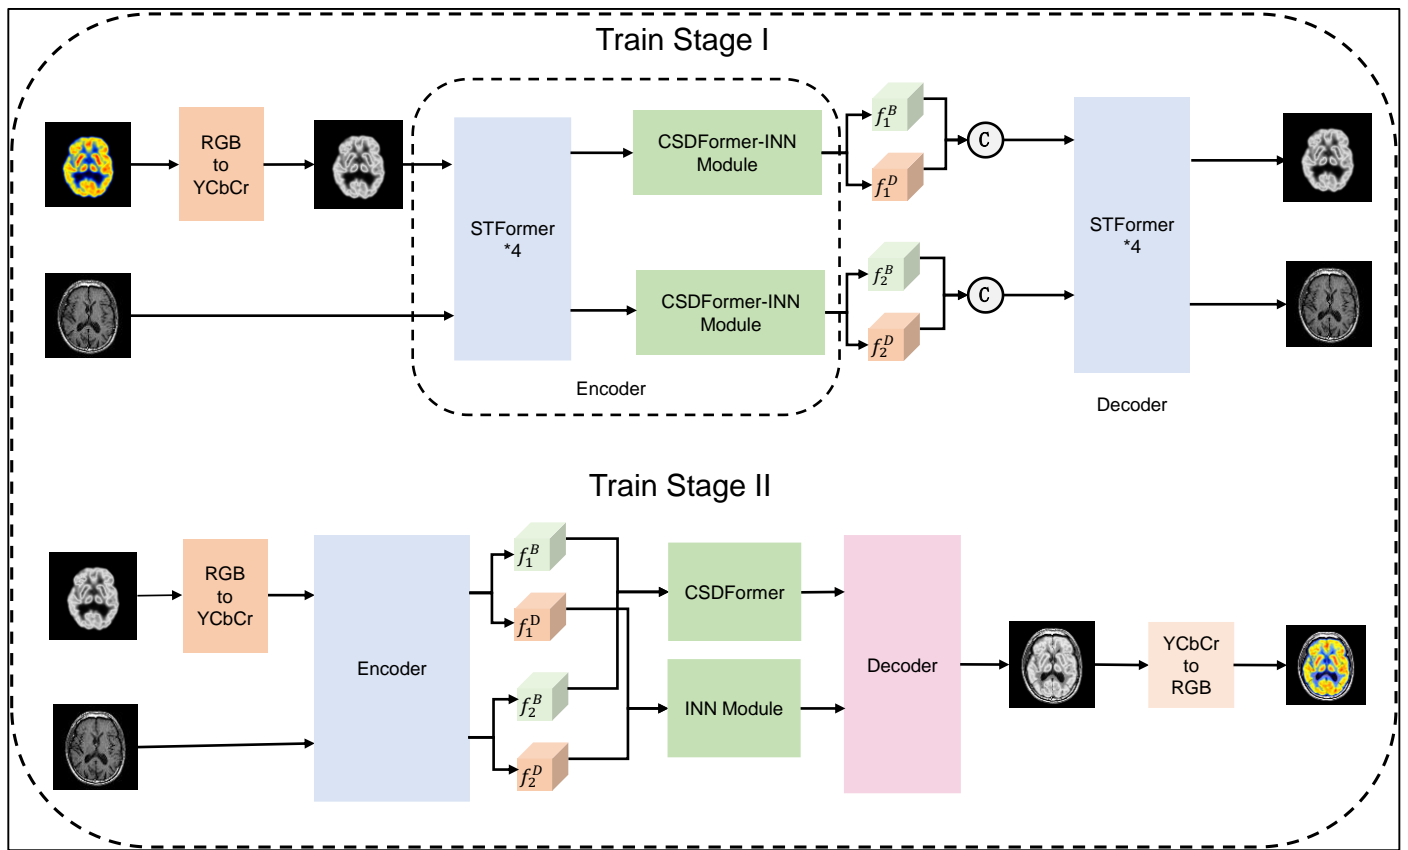 Train Stage I
RGB
to
YCbCr
STFormer
*4
CSDFormer-INN
Module
CSDFormer-INN
Module
Encoder
f₁ᴮ
f₁ᴰ
C
f₂ᴮ
f₂ᴰ
C
STFormer
*4
Decoder
Train Stage II
RGB
to
YCbCr
Encoder
f₁ᴮ
f₁ᴰ
f₂ᴮ
f₂ᴰ
CSDFormer
INN Module
Decoder
YCbCr
to
RGB